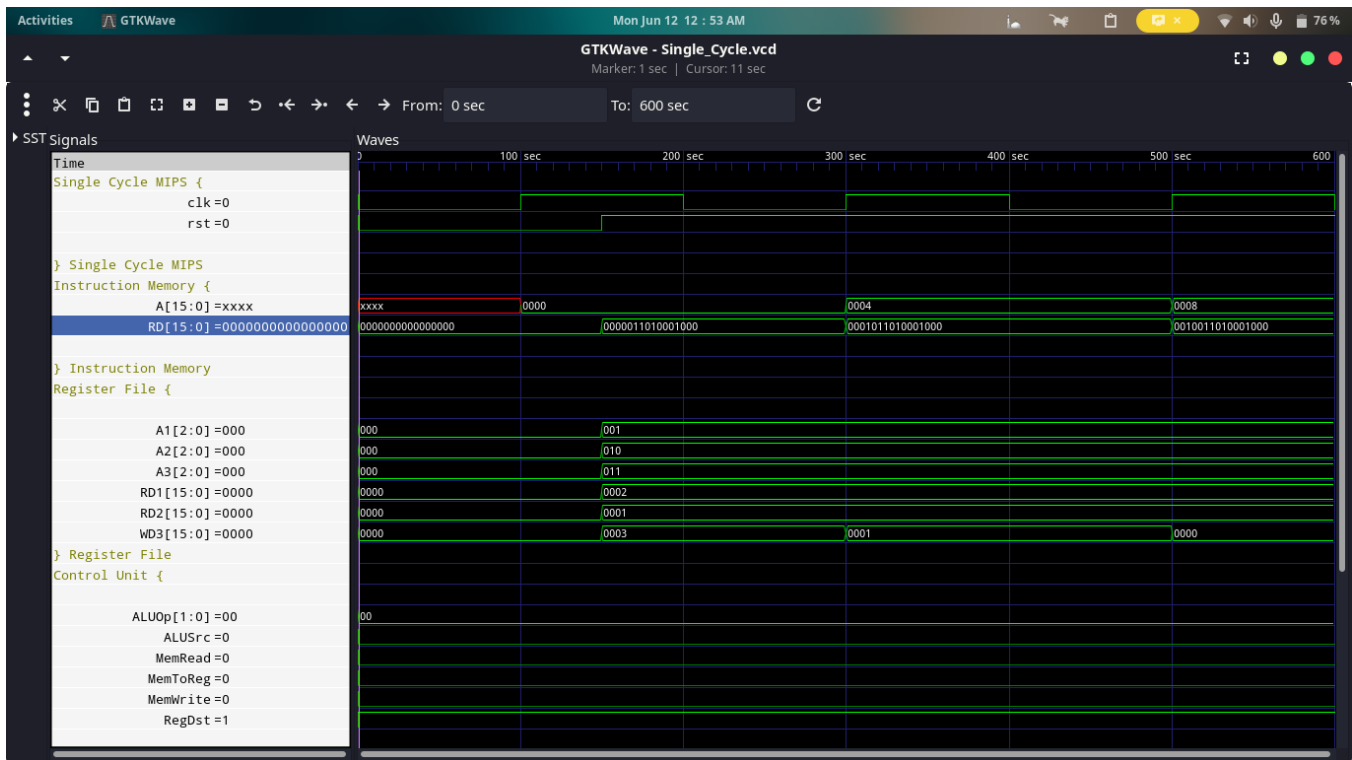 Activities GTKWave Mon Jun 12 12 : 53 AM 76%
GTKWave - Single_Cycle.vcd
Marker: 1 sec | Cursor: 11 sec
From: 0 sec To: 600 sec
SST Signals Waves
Time 0 100 sec 200 sec 300 sec 400 sec 500 sec 600
Single Cycle MIPS {
clk =0
rst =0
} Single Cycle MIPS
Instruction Memory {
A[15:0] =xxxx xxxx 0000 0004 0008
RD[15:0] =0000000000000000 0000000000000000 0000011010001000 0001011010001000 0010011010001000
} Instruction Memory
Register File {
A1[2:0] =000 000 001
A2[2:0] =000 000 010
A3[2:0] =000 000 011
RD1[15:0] =0000 0000 0002
RD2[15:0] =0000 0000 0001
WD3[15:0] =0000 0000 0003 0001 0000
} Register File
Control Unit {
ALUOp[1:0] =00 00
ALUSrc =0
MemRead =0
MemToReg =0
MemWrite =0
RegDst =1